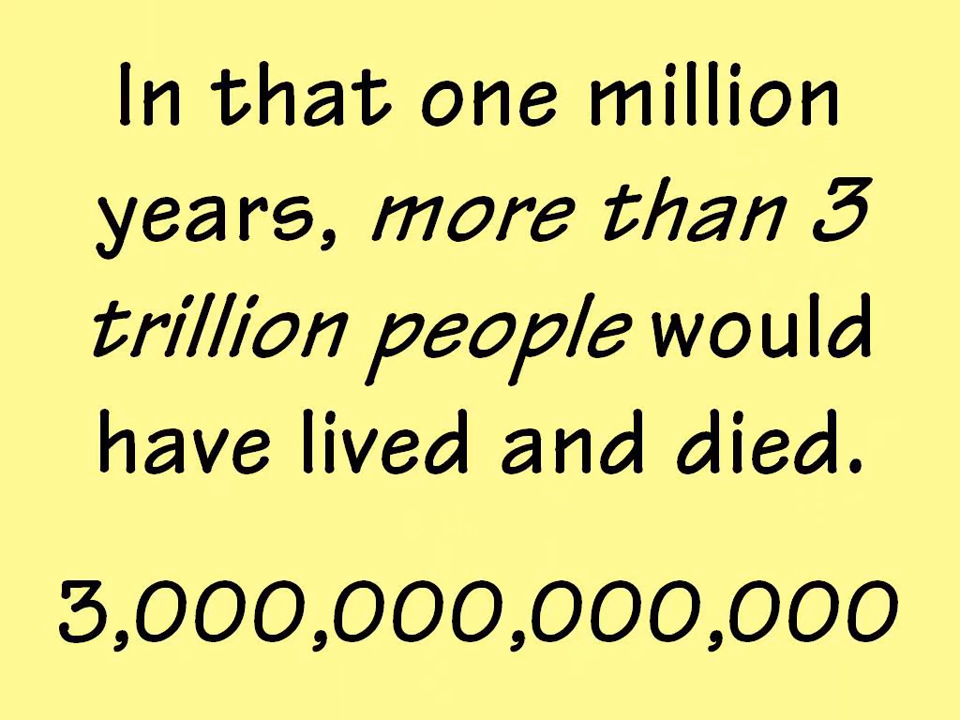 In that one million
years, more than 3
trillion people would
have lived and died.
3,000,000,000,000